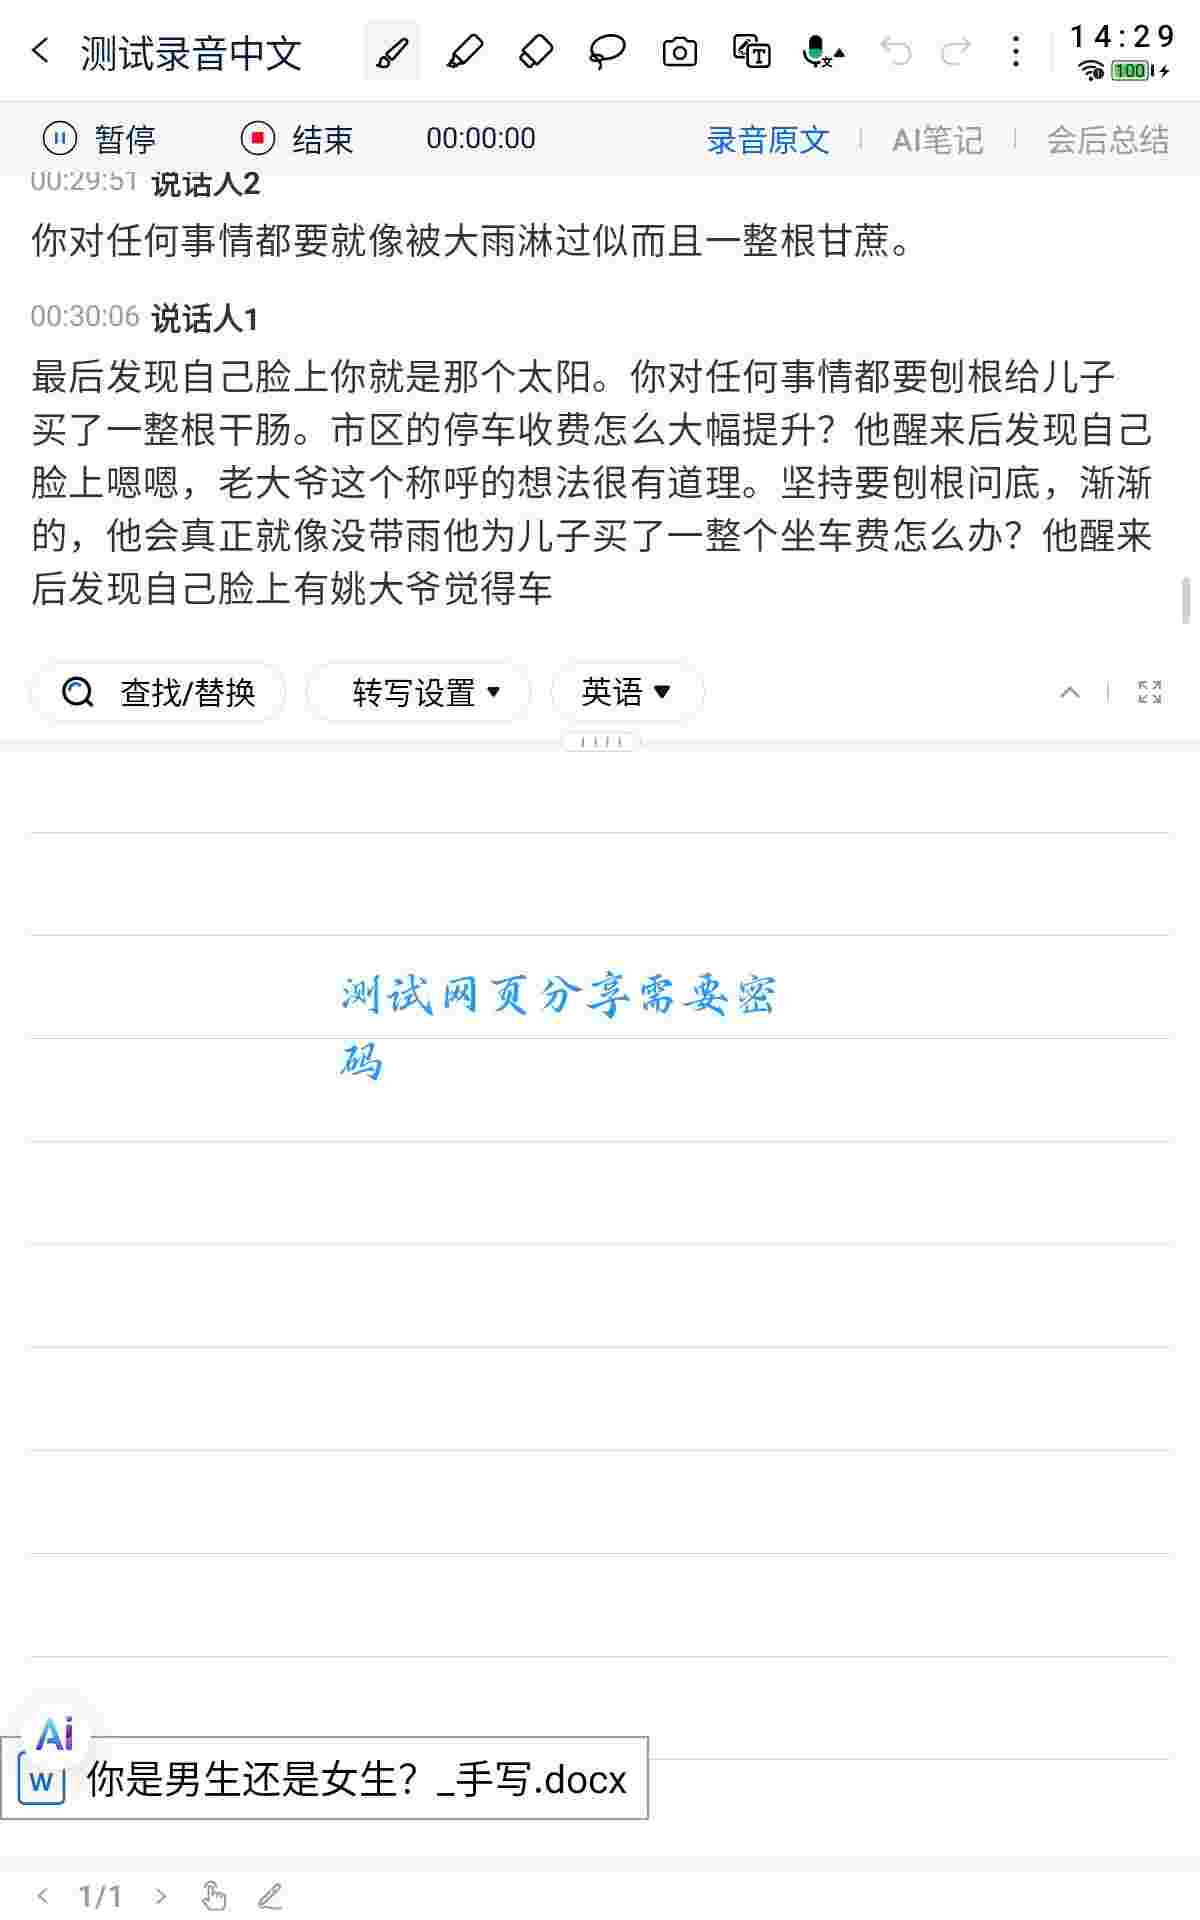 测试录音中文
14:29
100
暂停 结束 00:00:00 录音原文 AI笔记 会后总结
00:29:51 说话人2
你对任何事情都要就像被大雨淋过似而且一整根甘蔗。
00:30:06 说话人1
最后发现自己脸上你就是那个太阳。你对任何事情都要刨根给儿子
买了一整根干肠。市区的停车收费怎么大幅提升？他醒来后发现自己
脸上嗯嗯，老大爷这个称呼的想法很有道理。坚持要刨根问底，渐渐
的，他会真正就像没带雨他为儿子买了一整个坐车费怎么办？他醒来
后发现自己脸上有姚大爷觉得车
查找/替换 转写设置 英语
测试网页分享需要密
码
Ai
W 你是男生还是女生？_手写.docx
1/1